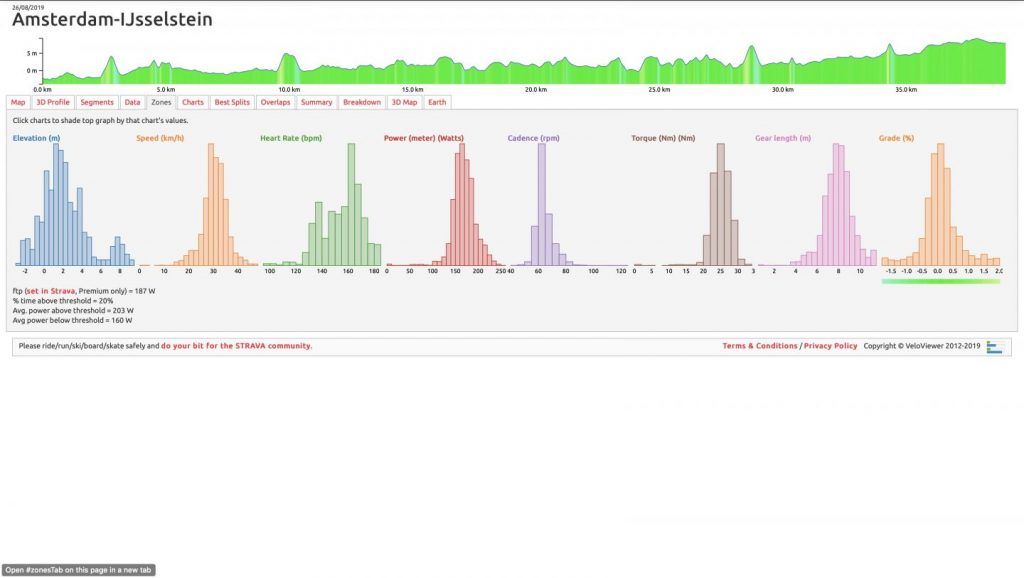 26/08/2019
Amsterdam-IJsselstein
5 m
0 m
0.0 km 5.0 km 10.0 km 15.0 km 20.0 km 25.0 km 30.0 km 35.0 km
Map 3D Profile Segments Data Zones Charts Best Splits Overlaps Summary Breakdown 3D Map Earth
Click charts to shade top graph by that chart's values.
Elevation (m) Speed (km/h) Heart Rate (bpm) Power (meter) (Watts) Cadence (rpm) Torque (Nm) (Nm) Gear length (m) Grade (%)
-2 0 2 4 6 8 0 10 20 30 40 100 120 140 160 180 0 50 100 150 200 250 40 60 80 100 120 0 5 10 15 20 25 30 3 2 4 6 8 10 -1.5 -1.0 -0.5 0.0 0.5 1.0 1.5 2.0
ftp (set in Strava, Premium only) = 187 W
% time above threshold = 20%
Avg. power above threshold = 203 W
Avg power below threshold = 160 W
Please ride/run/ski/board/skate safely and do your bit for the STRAVA community. Terms & Conditions / Privacy Policy Copyright © VeloViewer 2012-2019
Open #zonesTab on this page in a new tab